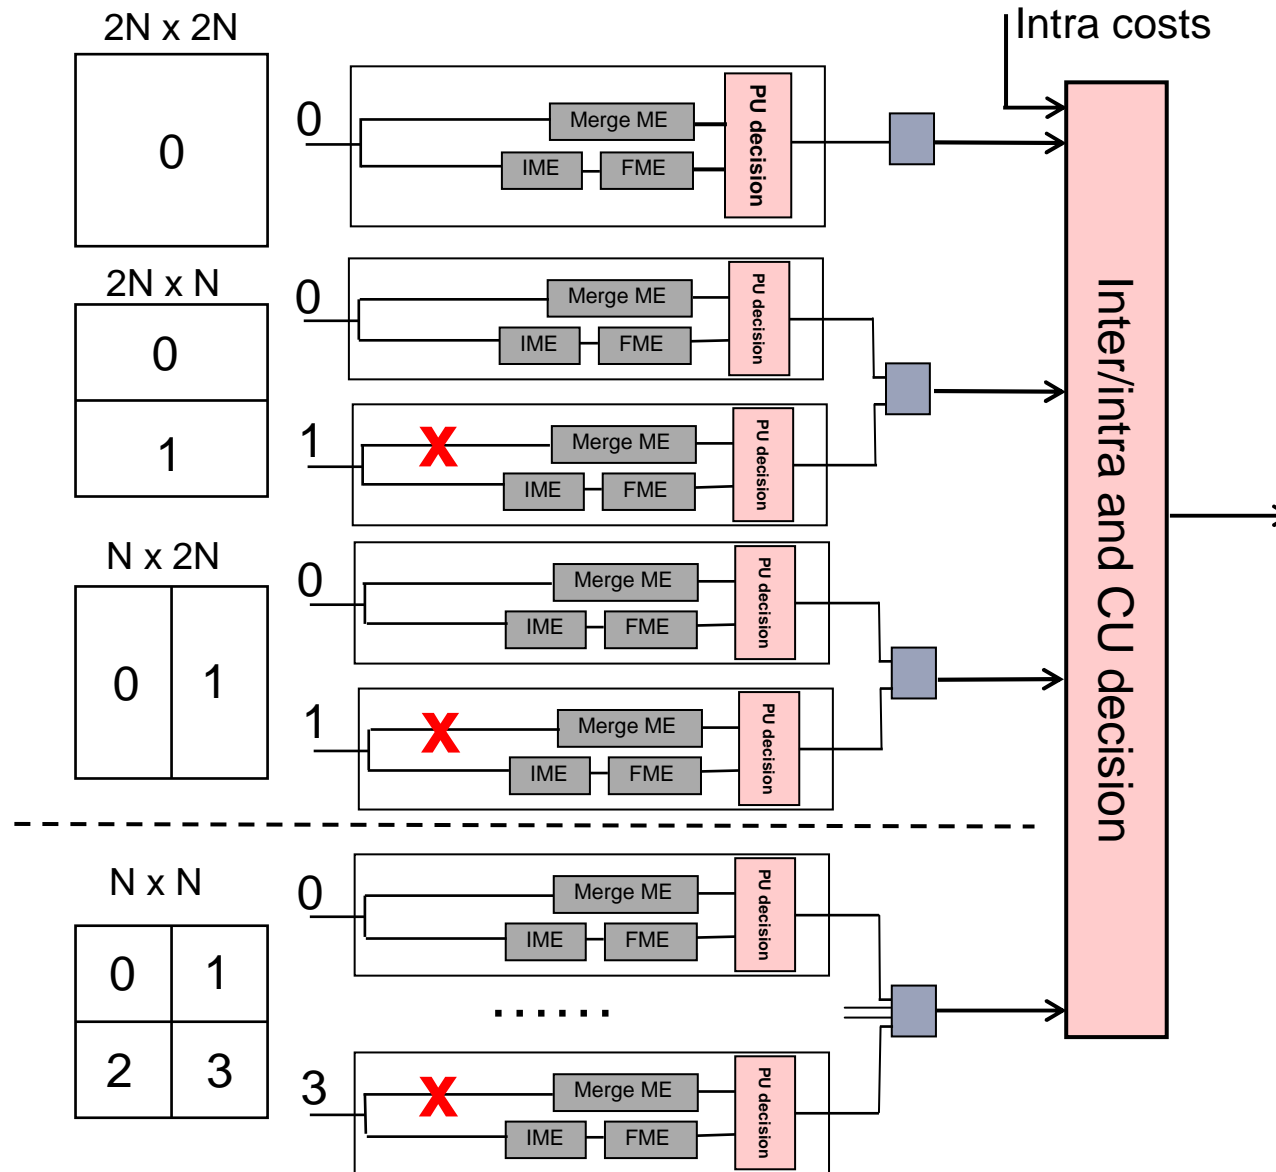 2N x 2N
0
0
Merge ME
IME
FME
PU decision
Intra costs
2N x N
0
1
0
Merge ME
IME
FME
PU decision
1
X
Merge ME
IME
FME
PU decision
N x 2N
0
1
0
Merge ME
IME
FME
PU decision
1
X
Merge ME
IME
FME
PU decision
N x N
0
1
2
3
0
Merge ME
IME
FME
PU decision
......
3
X
Merge ME
IME
FME
PU decision
Inter/intra and CU decision